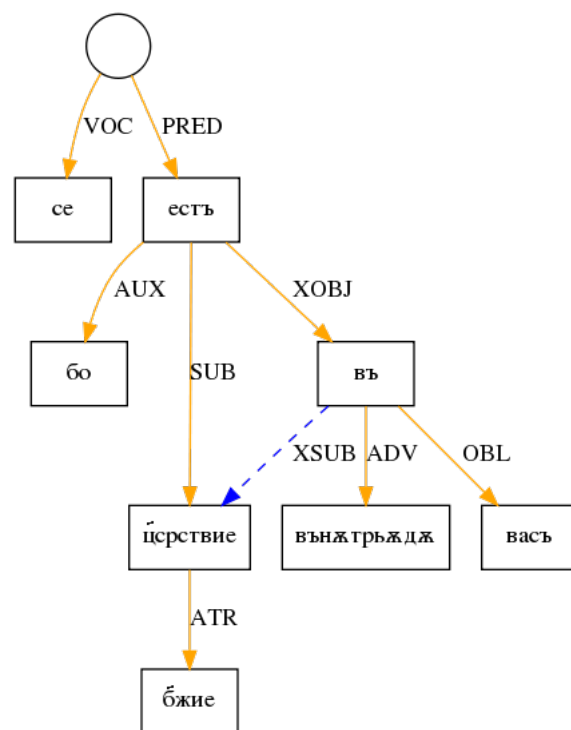 VOC PRED
се естъ
AUX XOBJ
бо SUB въ
XSUB ADV OBL
ц҃срствие вънѫтрьѫдѫ васъ
ATR
б҃жие